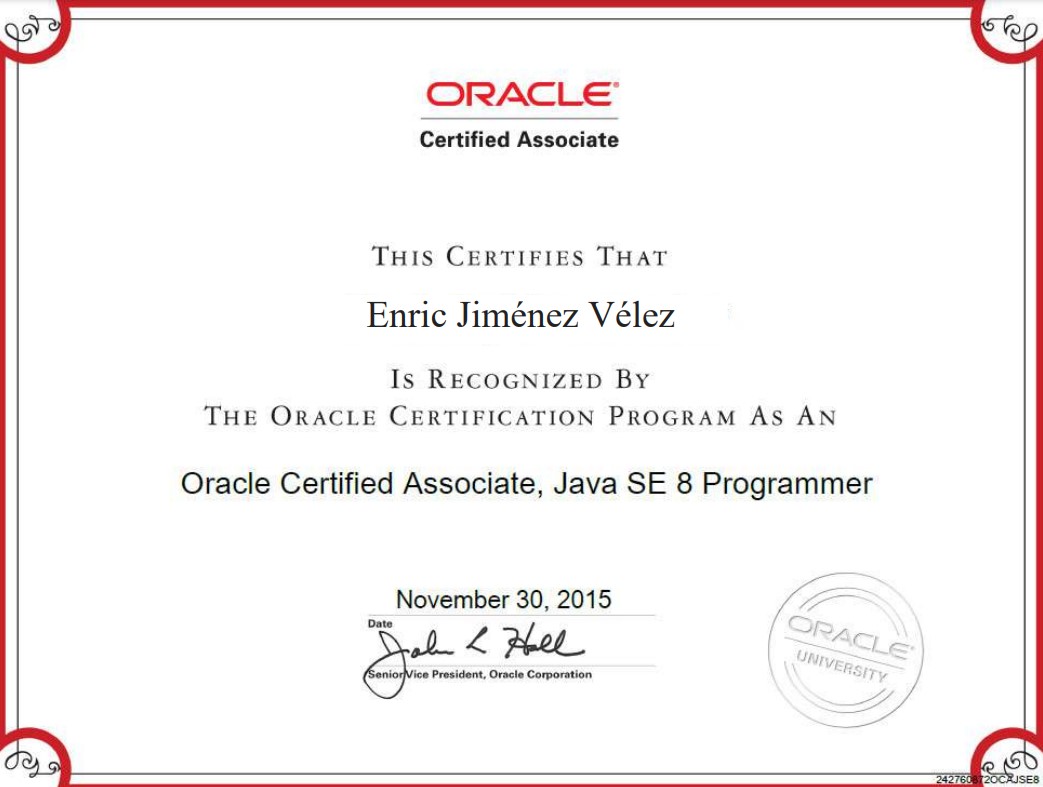 ORACLE®
Certified Associate
THIS CERTIFIES THAT
Enric Jiménez Vélez
IS RECOGNIZED BY
THE ORACLE CERTIFICATION PROGRAM AS AN
Oracle Certified Associate, Java SE 8 Programmer
November 30, 2015
Date
John L Hall
Senior Vice President, Oracle Corporation
ORACLE®
UNIVERSITY
242760872OCAJSE8